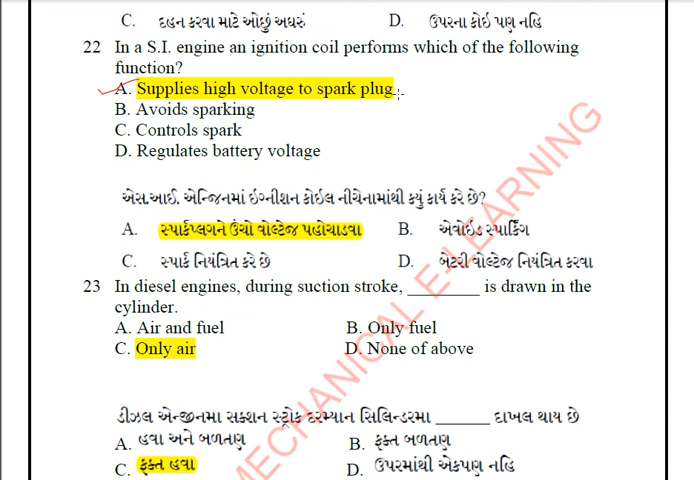 C. દહન કરવા માટે ઓછું અઘરું D. ઉપરના કોઇ પણ નહિ
22 In a S.I. engine an ignition coil performs which of the following
function?
A. Supplies high voltage to spark plug
B. Avoids sparking
C. Controls spark
D. Regulates battery voltage
એસ.આઈ. એન્જિનમાં ઇગ્નીશન કોઇલ નીચેનામાંથી કયું કાર્ય કરે છે?
A. સ્પાર્કપ્લગને ઉંચો વોલ્ટેજ પહોચાડવા B. એવોઇડ સ્પાર્કિંગ
C. સ્પાર્ક નિયંત્રિત કરે છે D. બેટરી વોલ્ટેજ નિયંત્રિત કરવા
23 In diesel engines, during suction stroke, ________ is drawn in the
cylinder.
A. Air and fuel B. Only fuel
C. Only air D. None of above
ડીઝલ એન્જીનમા સક્શન સ્ટ્રોક દરમ્યાન સિલિન્ડરમા ______ દાખલ થાય છે
A. હવા અને બળતણ B. ફક્ત બળતણ
C. ફક્ત હવા D. ઉપરમાંથી એકપણ નહિ
MECHANICAL E-LEARNING